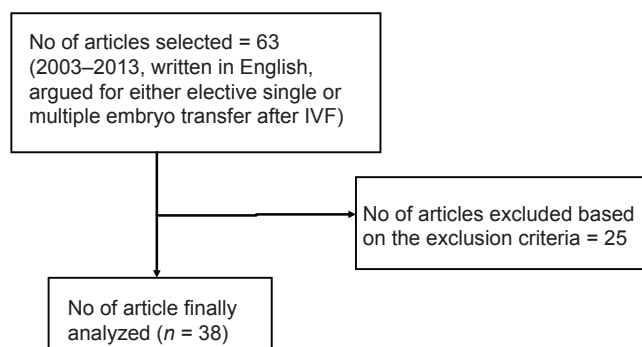 No of articles selected = 63
(2003–2013, written in English,
argued for either elective single or
multiple embryo transfer after IVF)
No of articles excluded based
on the exclusion criteria = 25
No of article finally
analyzed (n = 38)